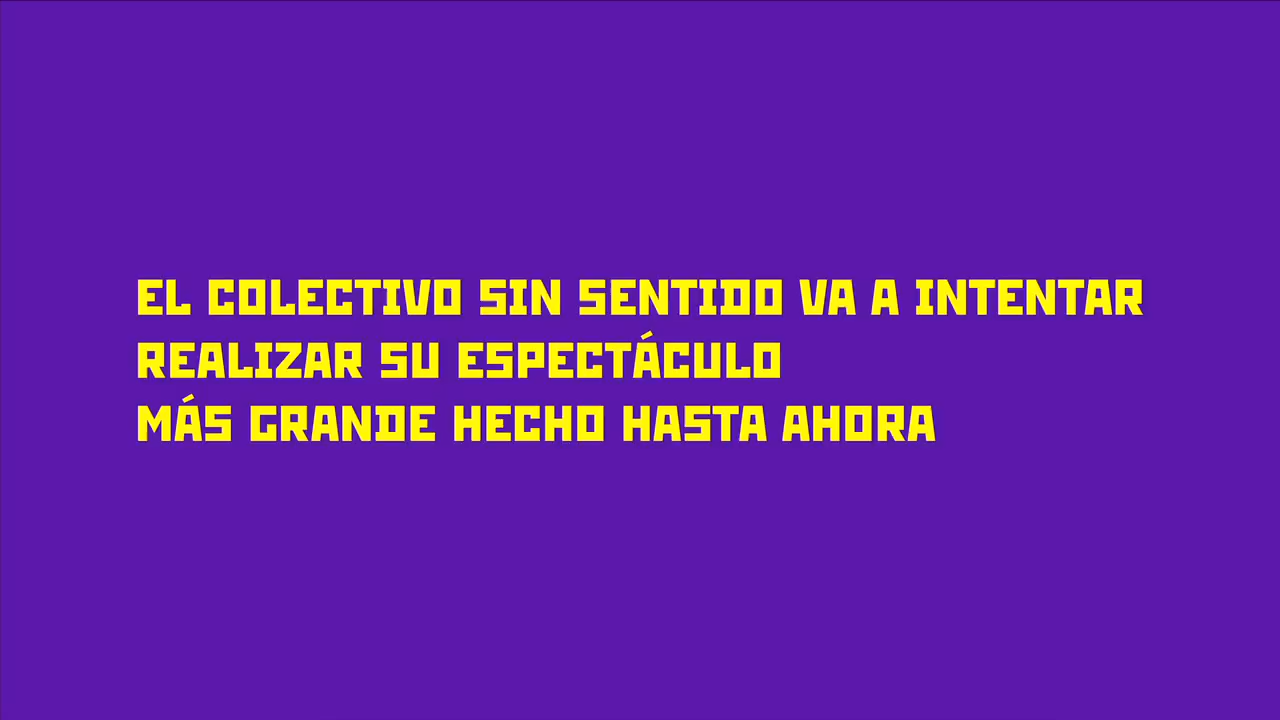 EL COLECTIVO SIN SENTIDO VA A INTENTAR
REALIZAR SU ESPECTÁCULO
MÁS GRANDE HECHO HASTA AHORA